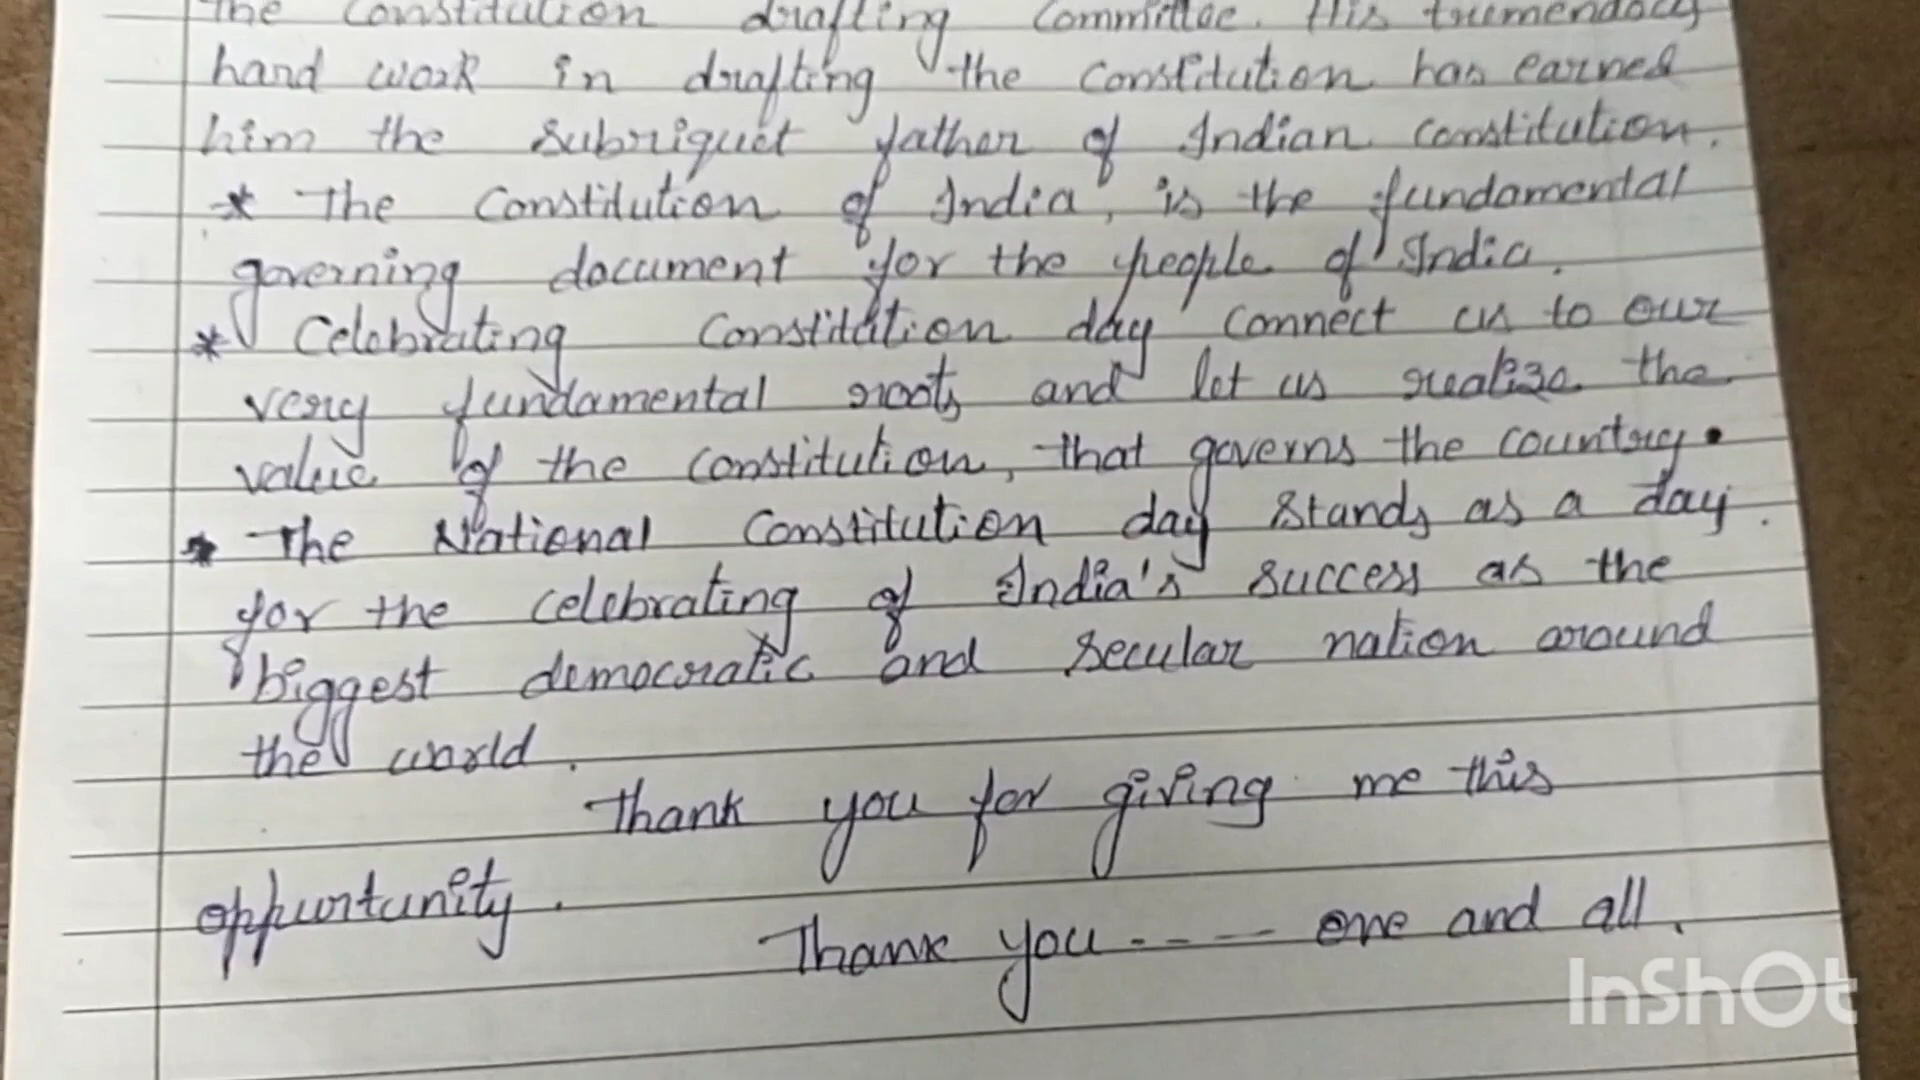 the Constitution drafting Committee. His tremendous
hard work in drafting the constitution has earned
him the subriquet father of Indian constitution.
* The Constitution of India, is the fundamental
governing document for the people of India.
* Celebrating Constitution day connect us to our
very fundamental roots and let us realize the
value of the constitution, that governs the country.
* The National Constitution day stands as a day
for the celebrating of India's success as the
biggest democratic and secular nation around
the world.
Thank you for giving me this
oppurtunity.
Thank you ---- one and all.
InShOt